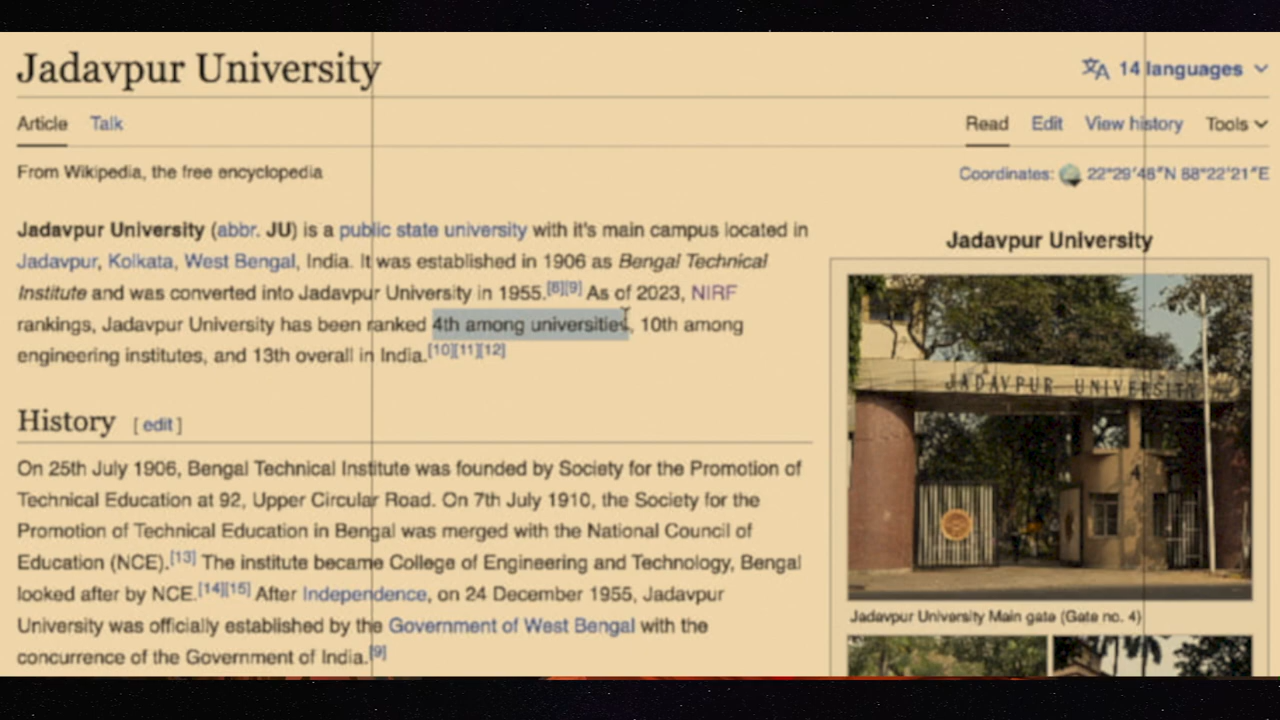 Jadavpur University
14 languages
Article Talk
Read Edit View history Tools
From Wikipedia, the free encyclopedia
Coordinates: 22°29′48″N 88°22′21″E
Jadavpur University (abbr. JU) is a public state university with it's main campus located in
Jadavpur, Kolkata, West Bengal, India. It was established in 1906 as Bengal Technical
Institute and was converted into Jadavpur University in 1955.[8][9] As of 2023, NIRF
rankings, Jadavpur University has been ranked 4th among universities, 10th among
engineering institutes, and 13th overall in India.[10][11][12]
History [ edit ]
On 25th July 1906, Bengal Technical Institute was founded by Society for the Promotion of
Technical Education at 92, Upper Circular Road. On 7th July 1910, the Society for the
Promotion of Technical Education in Bengal was merged with the National Council of
Education (NCE).[13] The institute became College of Engineering and Technology, Bengal
looked after by NCE.[14][15] After Independence, on 24 December 1955, Jadavpur
University was officially established by the Government of West Bengal with the
concurrence of the Government of India.[9]
Jadavpur University
JADAVPUR UNIVERSITY
4
Jadavpur University Main gate (Gate no. 4)